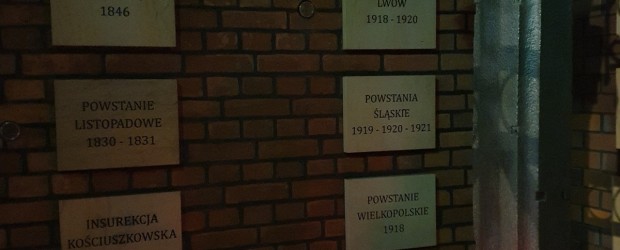 1846
POWSTANIE
LISTOPADOWE
1830 - 1831
INSUREKCJA
KOŚCIUSZKOWSKA
LWÓW
1918 - 1920
POWSTANIA
ŚLĄSKIE
1919 - 1920 - 1921
POWSTANIE
WIELKOPOLSKIE
1918